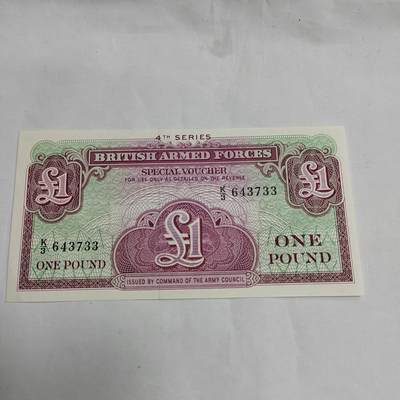 4TH SERIES
BRITISH ARMED FORCES
SPECIAL VOUCHER
FOR USE ONLY AS DETAILED ON THE REVERSE
£1
£1
K/3 643733
K/3 643733
£1
ONE POUND
ONE
POUND
ISSUED BY COMMAND OF THE ARMY COUNCIL